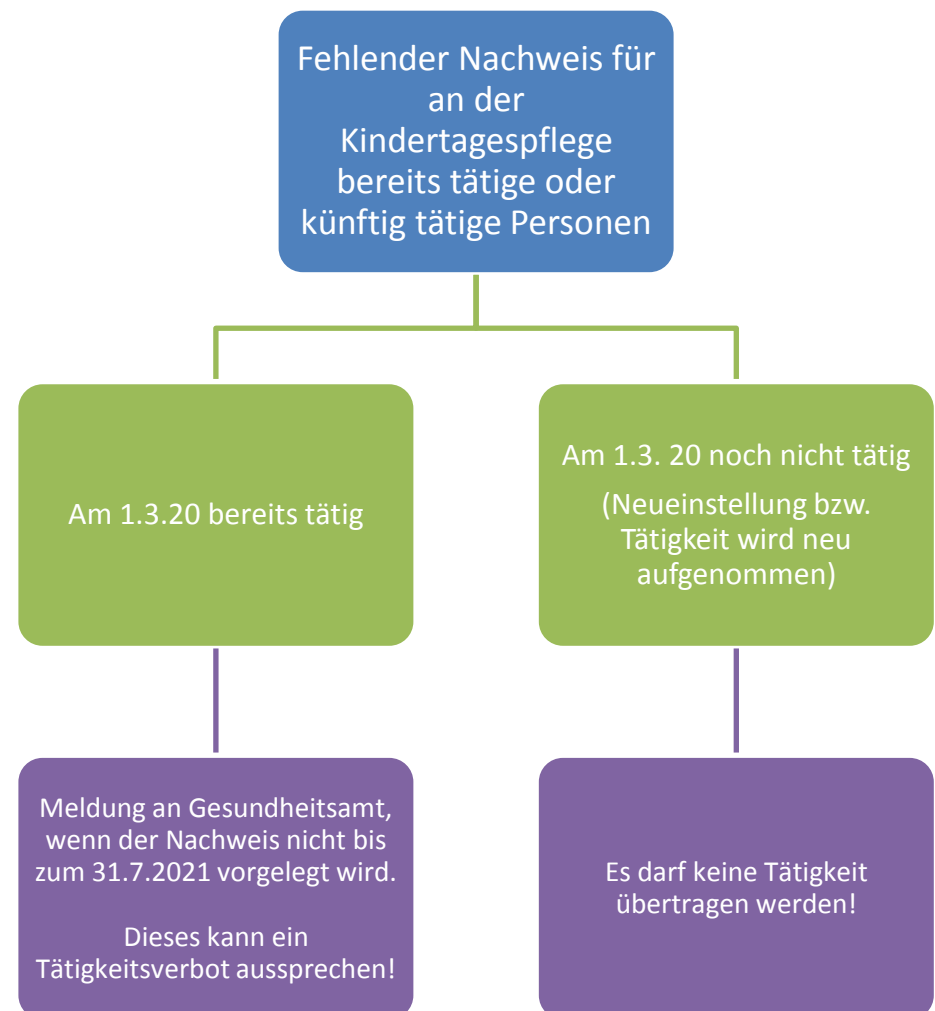 Fehlender Nachweis für
an der
Kindertagespflege
bereits tätige oder
künftig tätige Personen
Am 1.3.20 bereits tätig
Am 1.3. 20 noch nicht tätig
(Neueinstellung bzw.
Tätigkeit wird neu
aufgenommen)
Meldung an Gesundheitsamt,
wenn der Nachweis nicht bis
zum 31.7.2021 vorgelegt wird.
Dieses kann ein
Tätigkeitsverbot aussprechen!
Es darf keine Tätigkeit
übertragen werden!